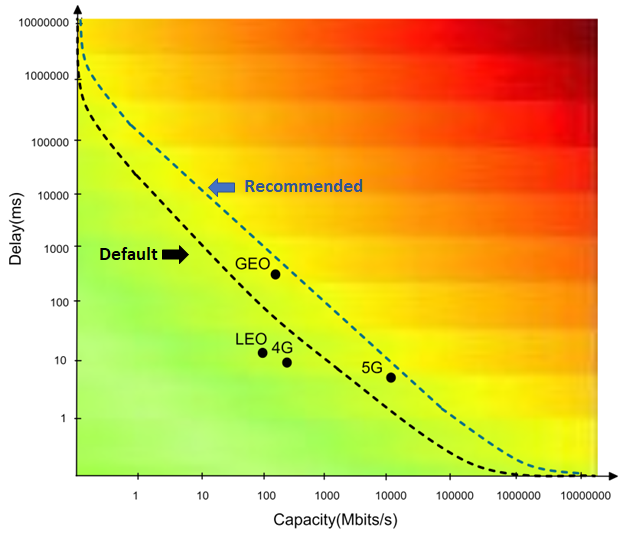 10000000
1000000
100000
10000
1000
100
10
1
Delay(ms)
Recommended
Default
GEO
LEO
4G
5G
1 10 100 1000 10000 100000 1000000 10000000
Capacity(Mbits/s)